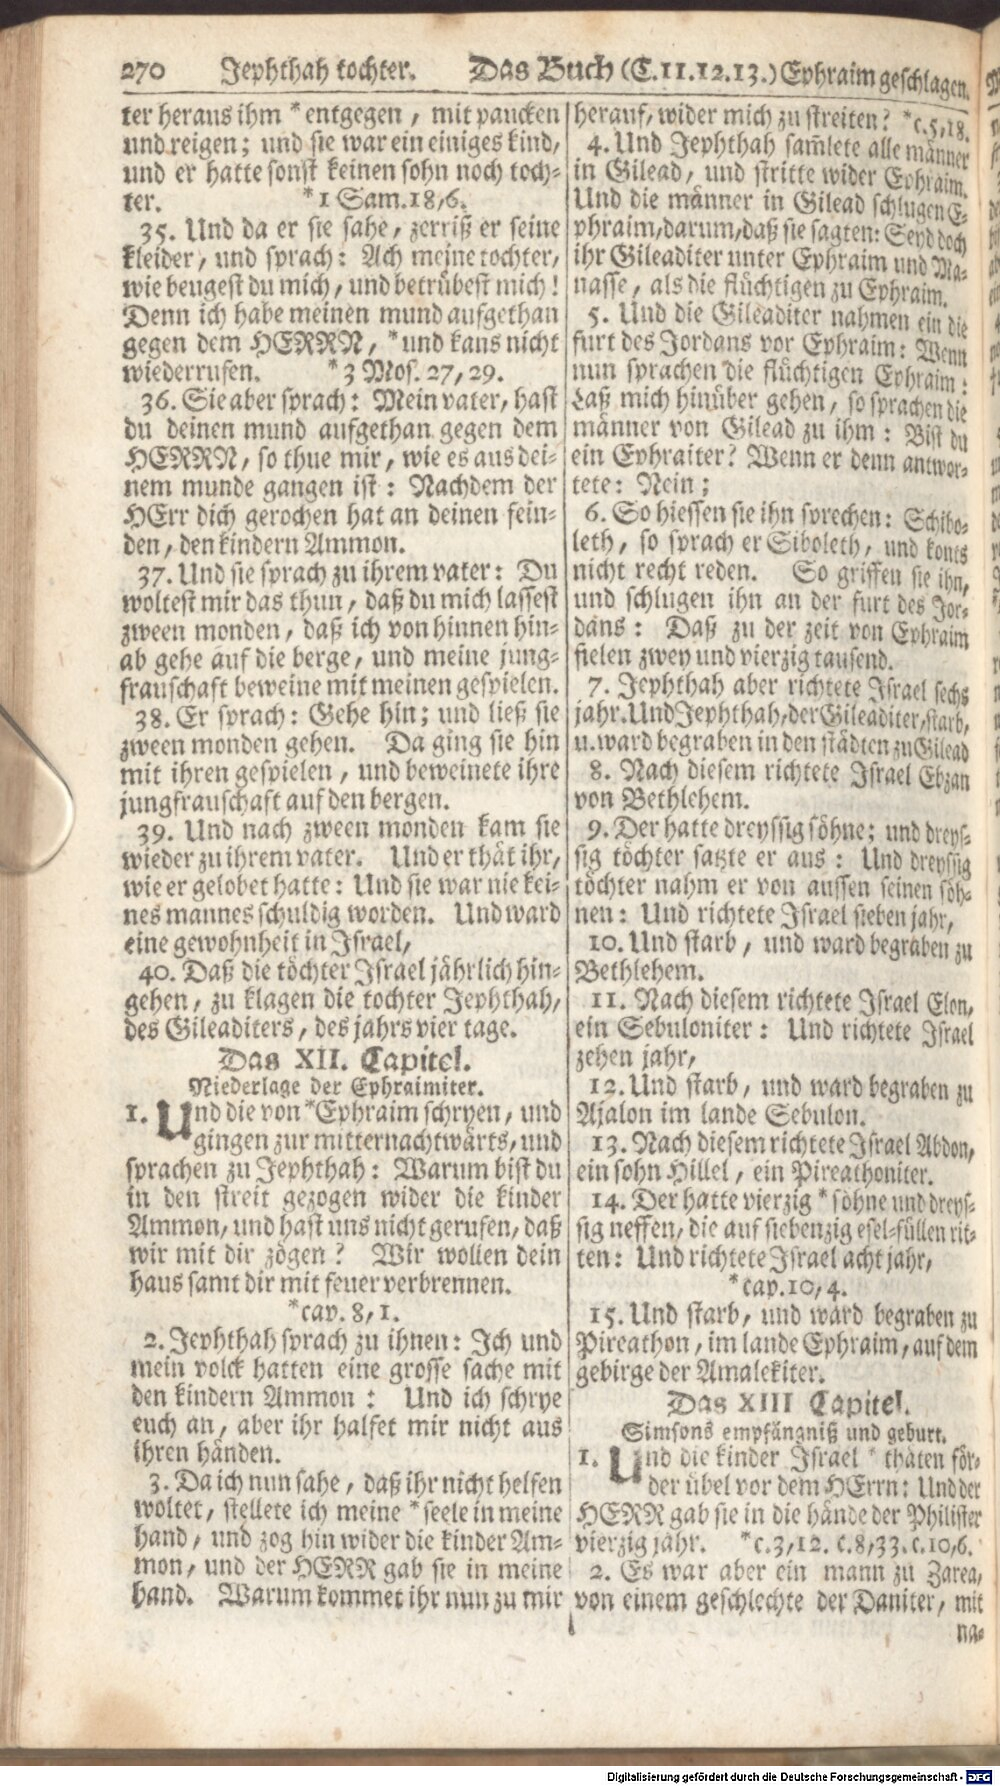 270 Jephthah tochter. Das Buch (C.11.12.13.) Ephraim geschlagen.
ter heraus ihm *entgegen, mit paucken
und reigen; und sie war ein einiges kind,
und er hatte sonst keinen sohn noch toch-
ter. *1 Sam. 18, 6.
35. Und da er sie sahe, zerriß er seine
kleider, und sprach: Ach meine tochter,
wie beugest du mich, und betrübest mich!
Denn ich habe meinen mund aufgethan
gegen dem HERRN, *und kans nicht
wiederrufen. *3 Mos. 27, 29.
36. Sie aber sprach: Mein vater, hast
du deinen mund aufgethan gegen dem
HERRN, so thue mir, wie es aus dei-
nem munde gangen ist: Nachdem der
HErr dich gerochen hat an deinen fein-
den, den kindern Ammon.
37. Und sie sprach zu ihrem vater: Du
woltest mir das thun, daß du mich lassest
zween monden, daß ich von hinnen hin-
ab gehe auf die berge, und meine jung-
frauschaft beweine mit meinen gespielen.
38. Er sprach: Gehe hin; und ließ sie
zween monden gehen. Da ging sie hin
mit ihren gespielen, und beweinete ihre
jungfrauschaft auf den bergen.
39. Und nach zween monden kam sie
wieder zu ihrem vater. Und er thät ihr,
wie er gelobet hatte: Und sie war nie kei-
nes mannes schuldig worden. Und ward
eine gewohnheit in Israel,
40. Daß die töchter Israel jährlich hin-
gehen, zu klagen die tochter Jephthah,
des Gileaditers, des jahrs vier tage.
Das XII. Capitel.
Niederlage der Ephraimiter.
1. Und die von *Ephraim schryen, und
gingen zur mitternachtwärts, und
sprachen zu Jephthah: Warum bist du
in den streit gezogen wider die kinder
Ammon, und hast uns nicht gerufen, daß
wir mit dir zögen? Wir wollen dein
haus samt dir mit feuer verbrennen.
*cap. 8, 1.
2. Jephthah sprach zu ihnen: Ich und
mein volck hatten eine grosse sache mit
den kindern Ammon: Und ich schrye
euch an, aber ihr halfet mir nicht aus
ihren händen.
3. Da ich nun sahe, daß ihr nicht helfen
woltet, stellete ich meine *seele in meine
hand, und zog hin wider die kinder Am-
mon, und der HERR gab sie in meine
hand. Warum kommet ihr nun zu mir
herauf, wider mich zu streiten? *c. 5, 18.
4. Und Jephthah sam̄lete alle männer
in Gilead, und stritte wider Ephraim.
Und die männer in Gilead schlugen E-
phraim, darum, daß sie sagten: Seyd doch
ihr Gileaditer unter Ephraim und Ma-
nasse, als die flüchtigen zu Ephraim.
5. Und die Gileaditer nahmen ein die
furt des Jordans vor Ephraim: Wenn
nun sprachen die flüchtigen Ephraim:
Laß mich hinüber gehen, so sprachen die
männer von Gilead zu ihm: Bist du
ein Ephraiter? Wenn er denn antwor-
tete: Nein;
6. So hiessen sie ihn sprechen: Schibo-
leth, so sprach er Siboleth, und konts
nicht recht reden. So griffen sie ihn,
und schlugen ihn an der furt des Jor-
dans: Daß zu der zeit von Ephraim
fielen zwey und vierzig tausend.
7. Jephthah aber richtete Israel sechs
jahr. Und Jephthah, der Gileaditer, starb,
u. ward begraben in den städten zu Gilead
8. Nach diesem richtete Israel Ebzan
von Bethlehem.
9. Der hatte dreyssig söhne; und dreys-
sig töchter satzte er aus: Und dreyssig
töchter nahm er von aussen seinen söh-
nen: Und richtete Israel sieben jahr,
10. Und starb, und ward begraben zu
Bethlehem.
11. Nach diesem richtete Israel Elon,
ein Sebuloniter: Und richtete Israel
zehen jahr,
12. Und starb, und ward begraben zu
Ajalon im lande Sebulon.
13. Nach diesem richtete Israel Abdon,
ein sohn Hillel, ein Pireathoniter.
14. Der hatte vierzig *söhne und dreys-
sig neffen, die auf siebenzig esel-füllen rit-
ten: Und richtete Israel acht jahr,
*cap. 10, 4.
15. Und starb, und ward begraben zu
Pireathon, im lande Ephraim, auf dem
gebirge der Amalekiter.
Das XIII Capitel.
Simsons empfängniß und geburt.
1. Und die kinder Israel *thäten för-
der übel vor dem HErrn: Und der
HERR gab sie in die hände der Philister
vierzig jahr. *c. 3, 12. c. 8, 33. c. 10, 6.
2. Es war aber ein mann zu Zarea,
von einem geschlechte der Daniter, mit
na-
Digitalisierung gefördert durch die Deutsche Forschungsgemeinschaft - DFG